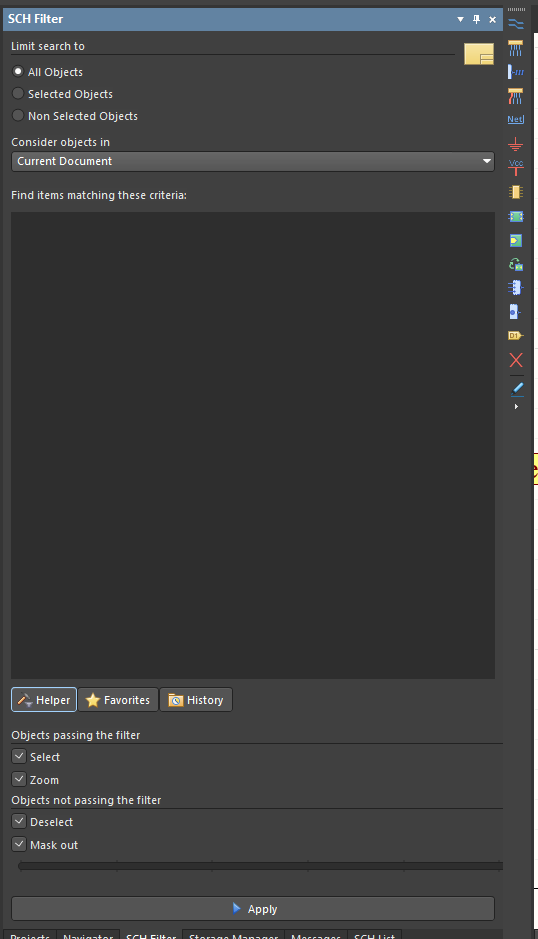 SCH Filter
Limit search to
All Objects
Selected Objects
Non Selected Objects
Consider objects in
Current Document
Find items matching these criteria:
Helper Favorites History
Objects passing the filter
Select
Zoom
Objects not passing the filter
Deselect
Mask out
Apply
Projects Navigator SCH Filter Storage Manager Messages SCH List
Net
Vcc
D1